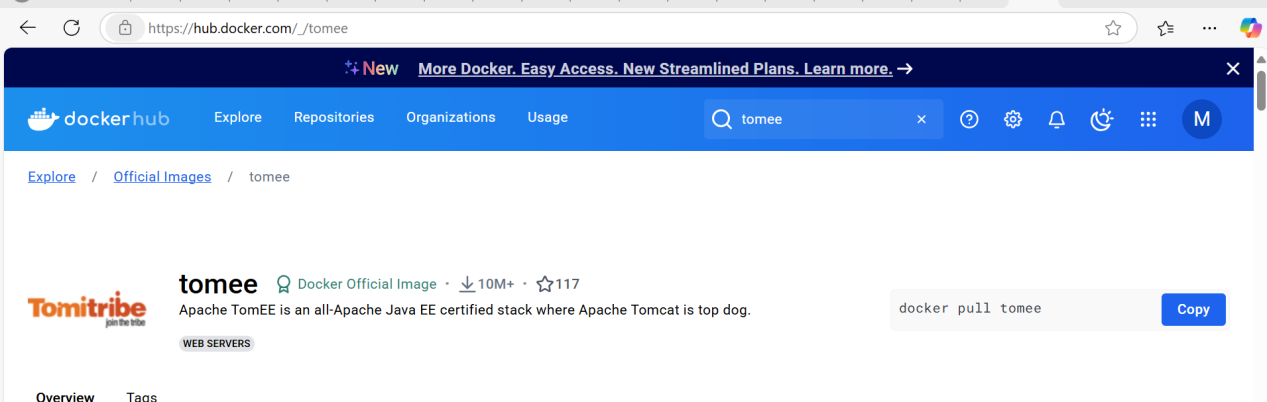 https://hub.docker.com/_/tomee
New More Docker. Easy Access. New Streamlined Plans. Learn more. →
dockerhub Explore Repositories Organizations Usage tomee M
Explore / Official Images / tomee
tomee Docker Official Image · 10M+ · 117
Tomitribe
join the tribe
Apache TomEE is an all-Apache Java EE certified stack where Apache Tomcat is top dog.
docker pull tomee Copy
WEB SERVERS
Overview Tags